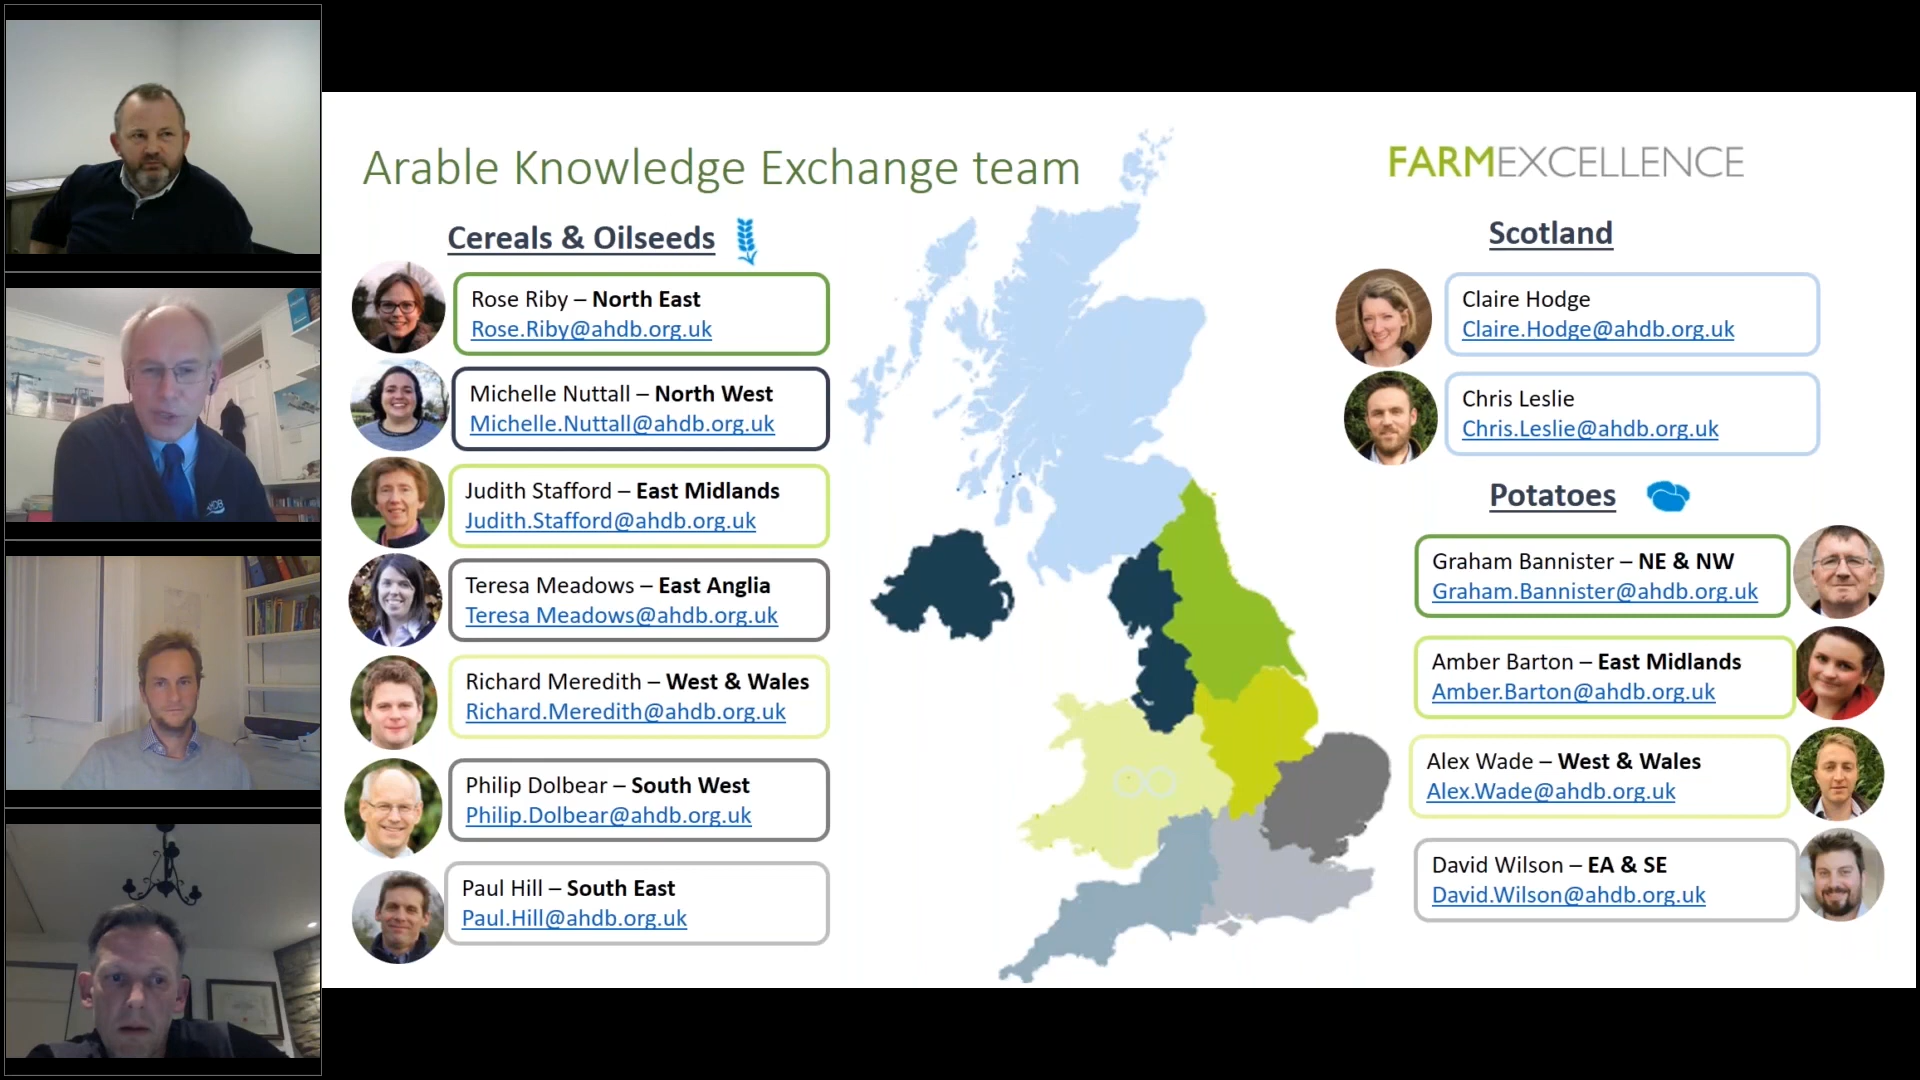 Arable Knowledge Exchange team
FARMEXCELLENCE
Cereals & Oilseeds
Rose Riby – North East
Rose.Riby@ahdb.org.uk
Michelle Nuttall – North West
Michelle.Nuttall@ahdb.org.uk
Judith Stafford – East Midlands
Judith.Stafford@ahdb.org.uk
Teresa Meadows – East Anglia
Teresa Meadows@ahdb.org.uk
Richard Meredith – West & Wales
Richard.Meredith@ahdb.org.uk
Philip Dolbear – South West
Philip.Dolbear@ahdb.org.uk
Paul Hill – South East
Paul.Hill@ahdb.org.uk
Scotland
Claire Hodge
Claire.Hodge@ahdb.org.uk
Chris Leslie
Chris.Leslie@ahdb.org.uk
Potatoes
Graham Bannister – NE & NW
Graham.Bannister@ahdb.org.uk
Amber Barton – East Midlands
Amber.Barton@ahdb.org.uk
Alex Wade – West & Wales
Alex.Wade@ahdb.org.uk
David Wilson – EA & SE
David.Wilson@ahdb.org.uk
AHDB